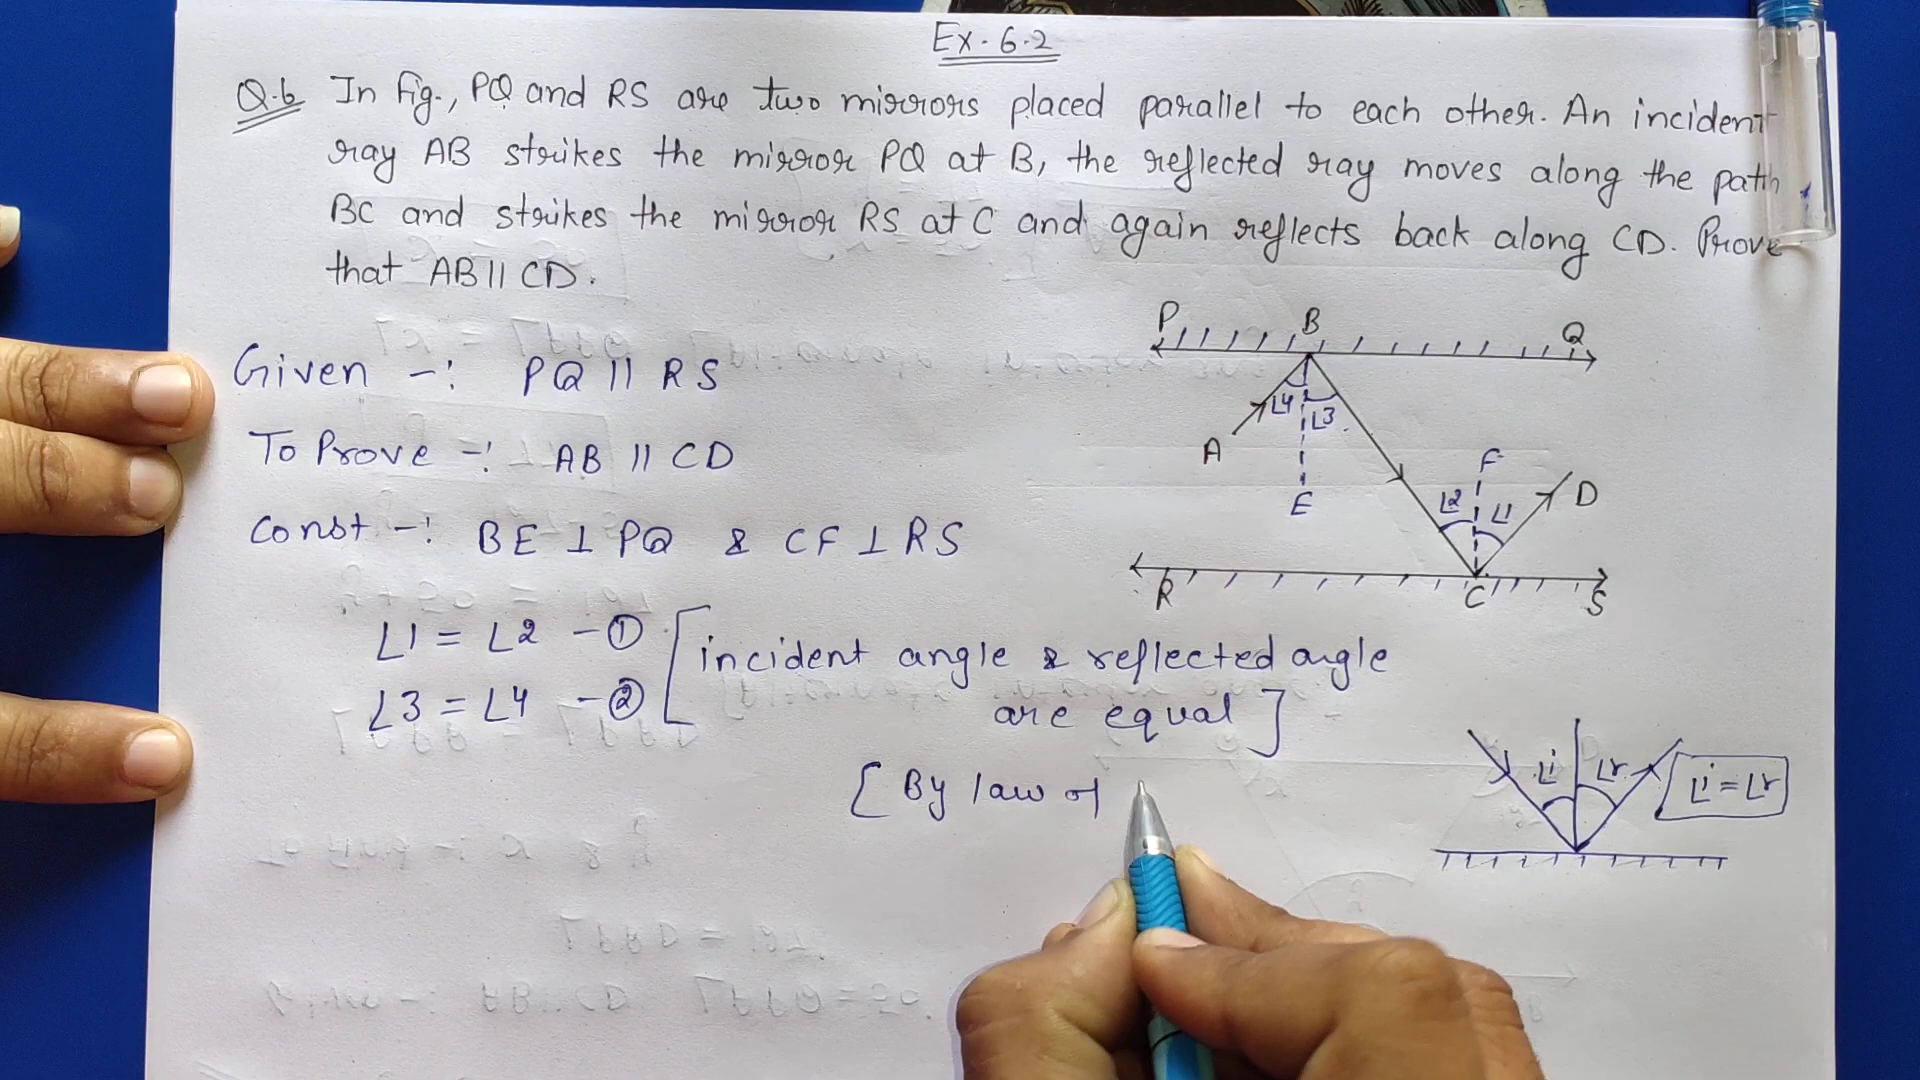 Ex-6.2
Q.6 In fig., PQ and RS are two mirrors placed parallel to each other. An incident
ray AB strikes the mirror PQ at B, the reflected ray moves along the path
BC and strikes the mirror RS at C and again reflects back along CD. Prove
that AB || CD.
Given -: PQ || RS
To Prove -: AB || CD
Const -: BE ⊥ PQ & CF ⊥ RS
∠1 = ∠2 - ① [incident angle & reflected angle
∠3 = ∠4 - ② are equal]
[By law of
P B Q
∠4 ∠3
A
E
F
∠2 ∠1 D
R C S
∠i ∠r ∠i = ∠r